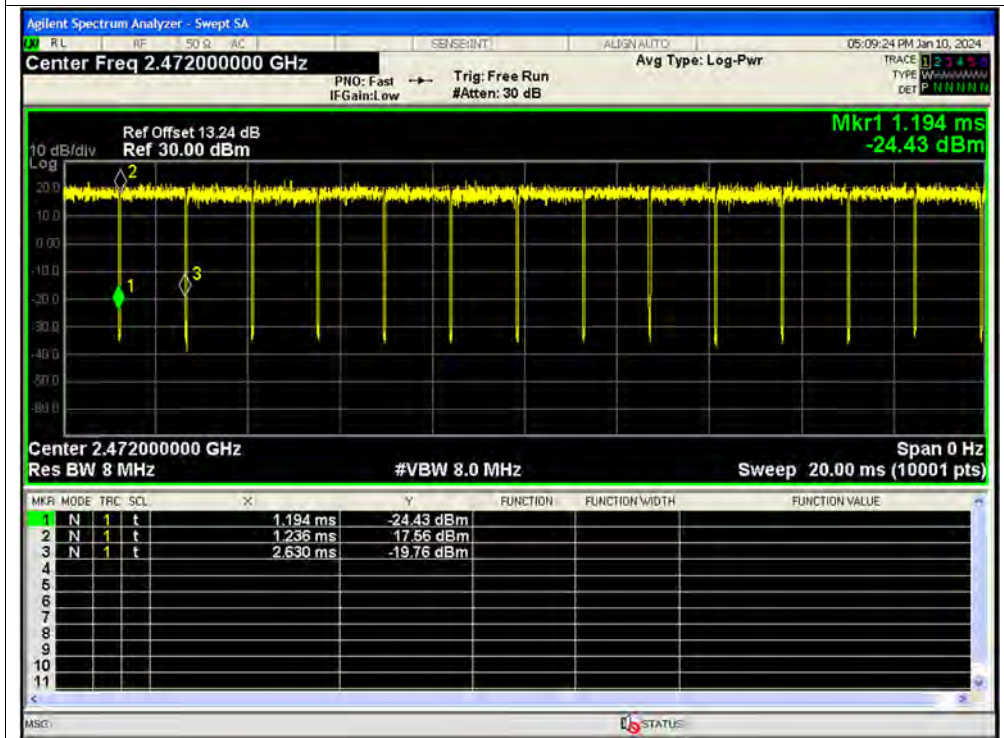 Agilent Spectrum Analyzer - Swept SA
RL RF 50 Ω AC SENSE:INT ALIGN AUTO 05:09:24 PM Jan 10, 2024
Center Freq 2.472000000 GHz Avg Type: Log-Pwr TRACE 1 2 3 4 5 6
PNO: Fast Trig: Free Run TYPE W
IFGain:Low #Atten: 30 dB DET P N N N N N
Mkr1 1.194 ms
-24.43 dBm
Ref Offset 13.24 dB
10 dB/div Ref 30.00 dBm
Log
2
20.0
10.0
0.00
-10.0
3
1
-20.0
-30.0
-40.0
-50.0
-60.0
Center 2.472000000 GHz Span 0 Hz
Res BW 8 MHz #VBW 8.0 MHz Sweep 20.00 ms (10001 pts)
MKR MODE TRC SCL X Y FUNCTION FUNCTION WIDTH FUNCTION VALUE
1 N 1 t 1.194 ms -24.43 dBm
2 N 1 t 1.236 ms 17.56 dBm
3 N 1 t 2.630 ms -19.76 dBm
4
5
6
7
8
9
10
11
MSG STATUS